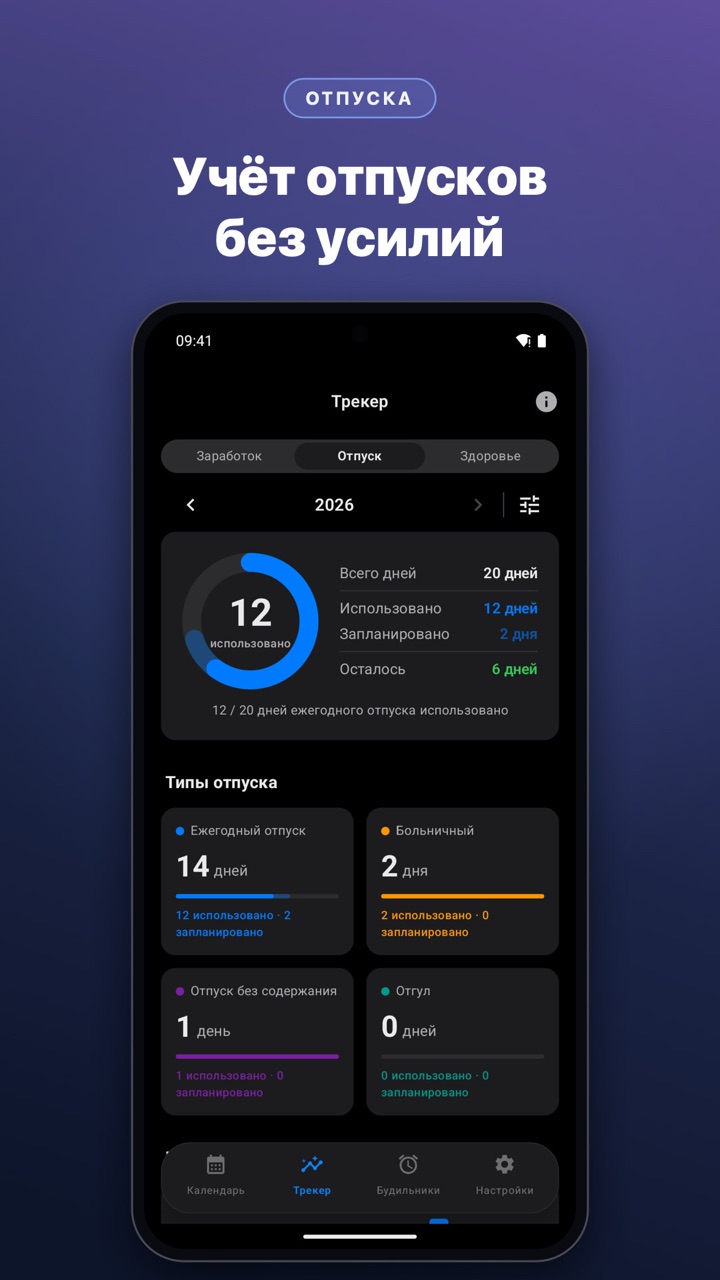 ОТПУСКА
Учёт отпусков
без усилий
09:41
Трекер
Заработок
Отпуск
Здоровье
2026
12
использовано
Всего дней
20 дней
Использовано
12 дней
Запланировано
2 дня
Осталось
6 дней
12 / 20 дней ежегодного отпуска использовано
Типы отпуска
Ежегодный отпуск
14 дней
12 использовано · 2
запланировано
Больничный
2 дня
2 использовано · 0
запланировано
Отпуск без содержания
1 день
1 использовано · 0
запланировано
Отгул
0 дней
0 использовано · 0
запланировано
Календарь
Трекер
Будильники
Настройки